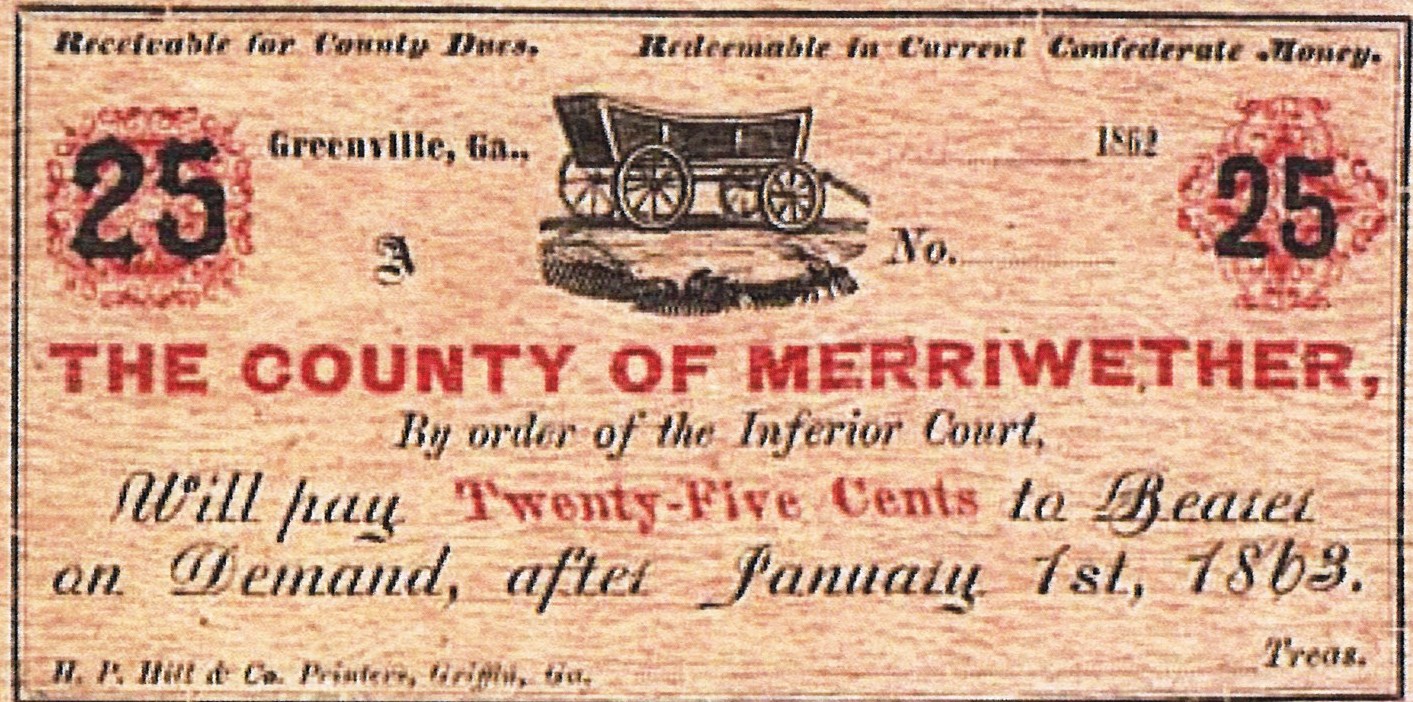 Receivable for County Dues. Redeemable in Current Confederate Money.
25 Greenville, Ga., 1862 25
A No.
THE COUNTY OF MERRIWETHER,
By order of the Inferior Court,
Will pay Twenty-Five Cents to Bearer
on Demand, after January 1st, 1863.
Treas.
H. P. Hill & Co. Printers, Griffin, Ga.